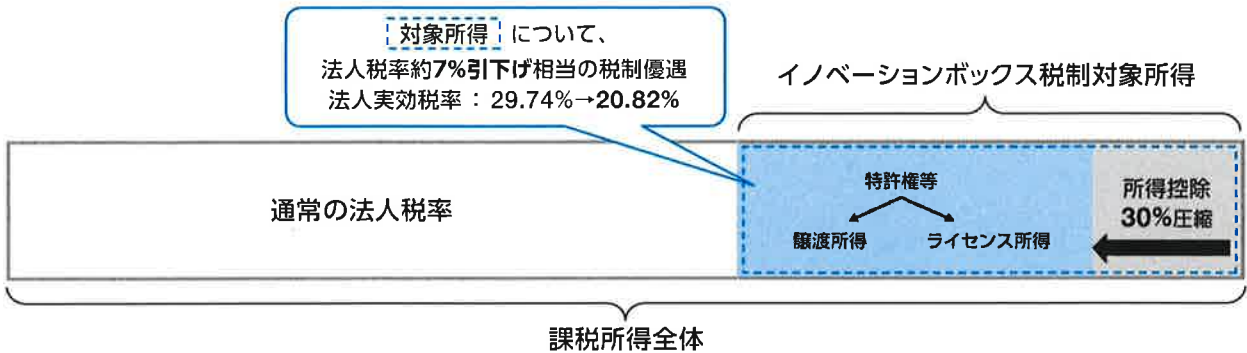 対象所得 について、
法人税率約7%引下げ相当の税制優遇
法人実効税率 : 29.74%→20.82%
イノベーションボックス税制対象所得
通常の法人税率
特許権等
譲渡所得
ライセンス所得
所得控除
30%圧縮
課税所得全体